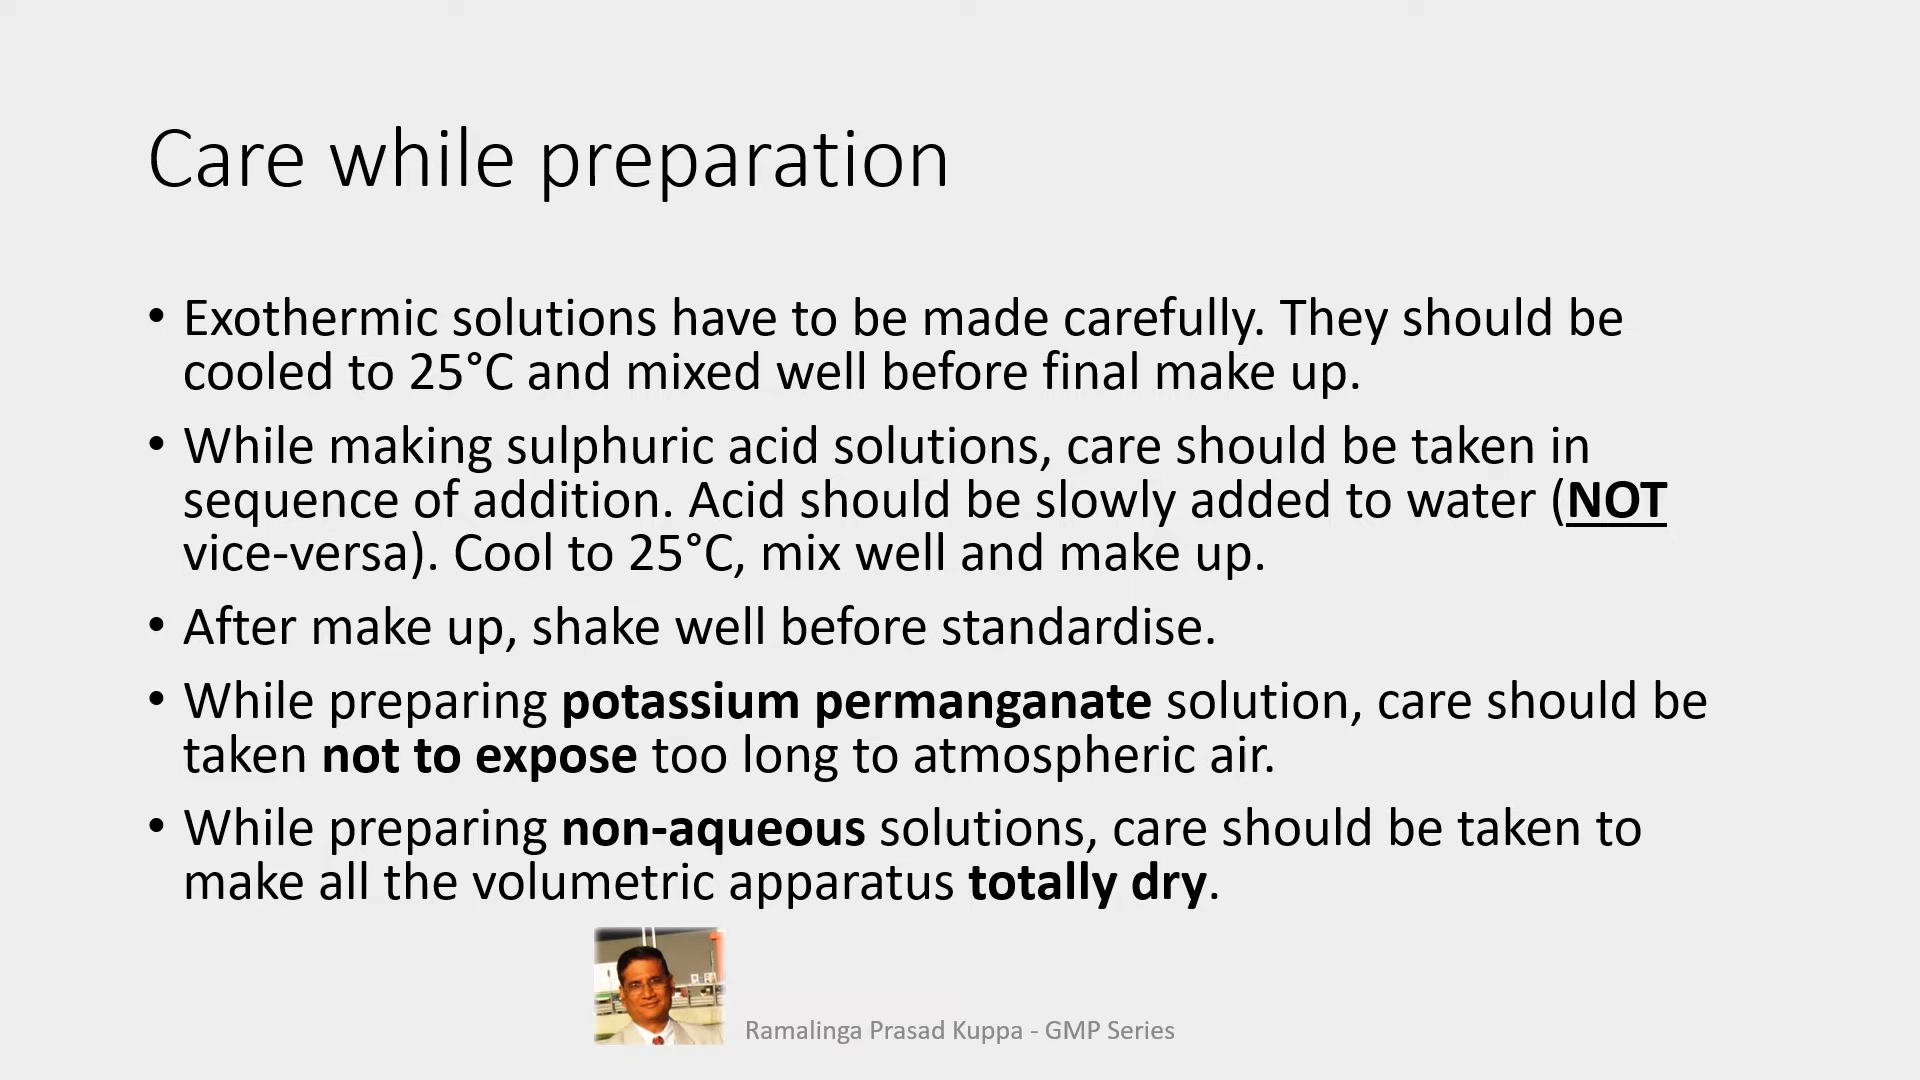 Care while preparation
• Exothermic solutions have to be made carefully. They should be
cooled to 25°C and mixed well before final make up.
• While making sulphuric acid solutions, care should be taken in
sequence of addition. Acid should be slowly added to water (NOT
vice-versa). Cool to 25°C, mix well and make up.
• After make up, shake well before standardise.
• While preparing potassium permanganate solution, care should be
taken not to expose too long to atmospheric air.
• While preparing non-aqueous solutions, care should be taken to
make all the volumetric apparatus totally dry.
Ramalinga Prasad Kuppa - GMP Series